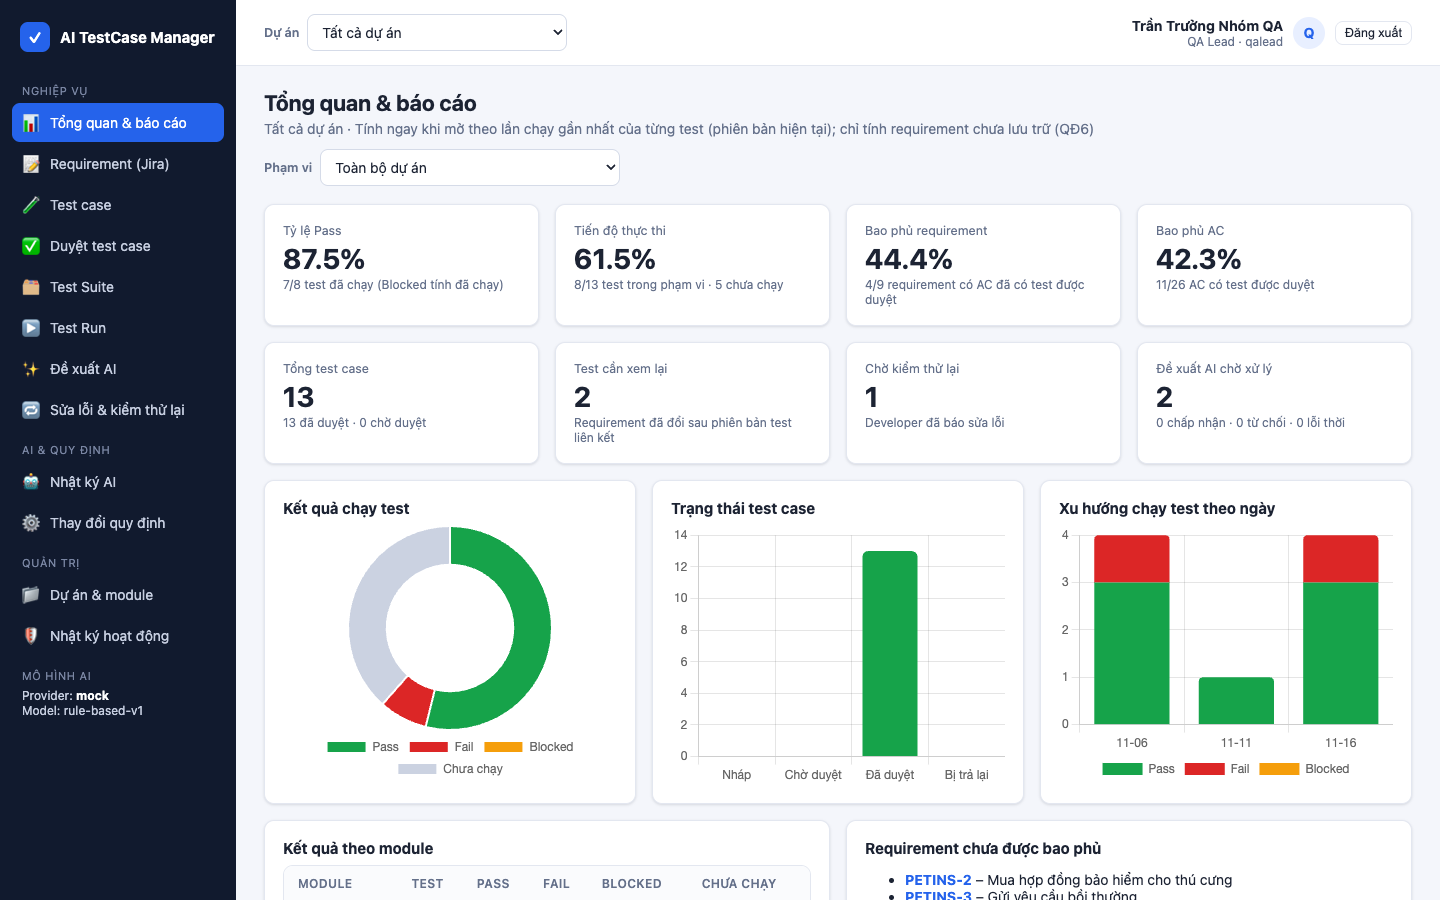 AI TestCase Manager
NGHIỆP VỤ
Tổng quan & báo cáo
Requirement (Jira)
Test case
Duyệt test case
Test Suite
Test Run
Đề xuất AI
Sửa lỗi & kiểm thử lại
AI & QUY ĐỊNH
Nhật ký AI
Thay đổi quy định
QUẢN TRỊ
Dự án & module
Nhật ký hoạt động
MÔ HÌNH AI
Provider: mock
Model: rule-based-v1
Dự án
Tất cả dự án
Trần Trường Nhóm QA
QA Lead · qalead
Q
Đăng xuất
Tổng quan & báo cáo
Tất cả dự án · Tính ngay khi mở theo lần chạy gần nhất của từng test (phiên bản hiện tại); chỉ tính requirement chưa lưu trữ (QĐ6)
Phạm vi
Toàn bộ dự án
Tỷ lệ Pass
87.5%
7/8 test đã chạy (Blocked tính đã chạy)
Tiến độ thực thi
61.5%
8/13 test trong phạm vi · 5 chưa chạy
Bao phủ requirement
44.4%
4/9 requirement có AC đã có test được
duyệt
Bao phủ AC
42.3%
11/26 AC có test được duyệt
Tổng test case
13
13 đã duyệt · 0 chờ duyệt
Test cần xem lại
2
Requirement đã đổi sau phiên bản test
liên kết
Chờ kiểm thử lại
1
Developer đã báo sửa lỗi
Đề xuất AI chờ xử lý
2
0 chấp nhận · 0 từ chối · 0 lỗi thời
Kết quả chạy test
Pass
Fail
Blocked
Chưa chạy
Trạng thái test case
14
12
10
8
6
4
2
0
Nháp
Chờ duyệt
Đã duyệt
Bị trả lại
Xu hướng chạy test theo ngày
4
3
2
1
0
11-06
11-11
11-16
Pass
Fail
Blocked
Kết quả theo module
MODULE
TEST
PASS
FAIL
BLOCKED
CHƯA CHẠY
Requirement chưa được bao phủ
PETINS-2 – Mua hợp đồng bảo hiểm cho thú cưng
PETINS-3 – Gửi yêu cầu bồi thường